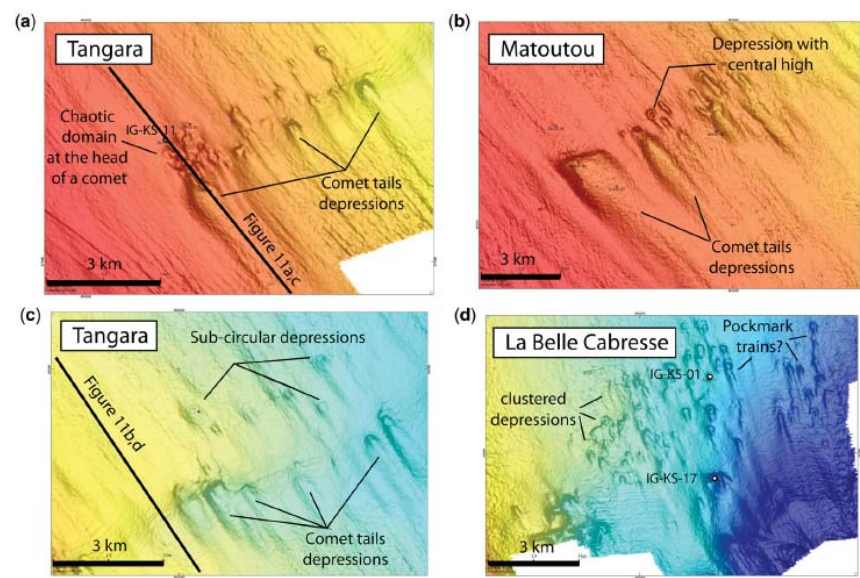 (a)
Tangara
Chaotic
domain
at the head
of a comet
IG-KS-11
Comet tails
depressions
Figure 11a,c
3 km
(b)
Matoutou
Depression with
central high
Comet tails
depressions
3 km
(c)
Tangara
Sub-circular depressions
Figure 11b,d
Comet tails
depressions
3 km
(d)
La Belle Cabresse
Pockmark
trains?
IG-KS-01
clustered
depressions
IG-KS-17
3 km